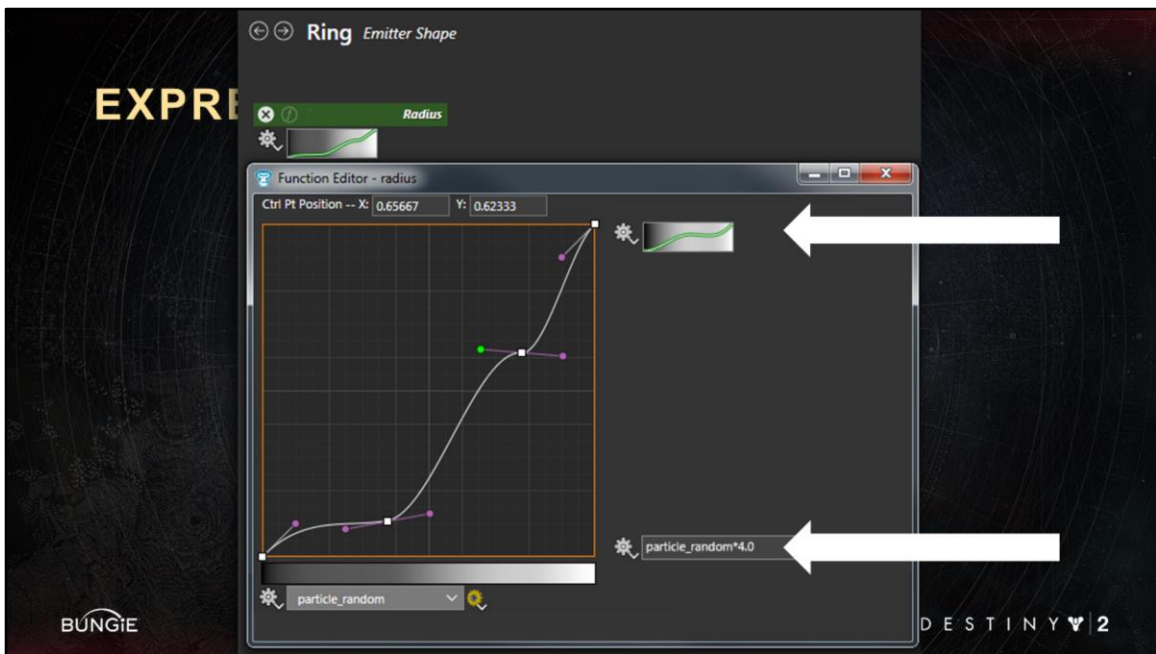 Ring Emitter Shape
EXPRE
Radius
Function Editor - radius
Ctrl Pt Position -- X: 0.65667 Y: 0.62333
particle_random*4.0
particle_random
BUNGiE
DESTINY 2